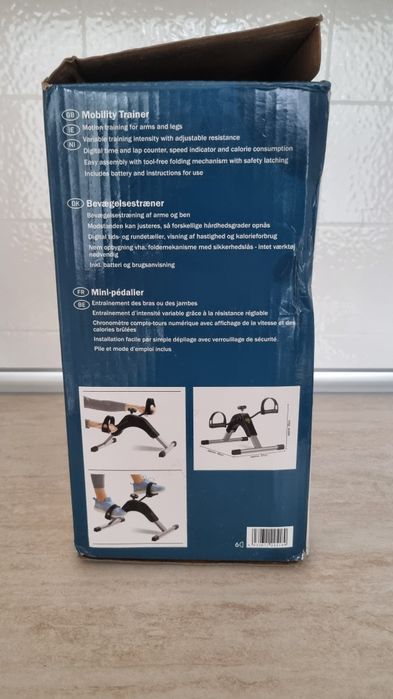 GB Mobility Trainer
IE Motion training for arms and legs
NI Variable training intensity with adjustable resistance
Digital time and lap counter, speed indicator and calorie consumption
Easy assembly with tool-free folding mechanism with safety latching
Includes battery and instructions for use
DK Bevægelsestræner
Bevægelsestræning af arme og ben
Modstanden kan justeres, så forskellige hårdhedsgrader opnås
Digital tids- og rundetæller, visning af hastighed og kalorieforbrug
Nem opbygning vha. foldemekanisme med sikkerhedslås - intet værktøj
nødvendig
Inkl. batteri og brugsanvisning
FR Mini-pédalier
BE Entraînement des bras ou des jambes
Entraînement d'intensité variable grâce à la résistance réglable
Chronomètre compte-tours numérique avec affichage de la vitesse et des
calories brûlées
Installation facile par simple dépliage avec verrouillage de sécurité
Pile et mode d'emploi inclus
6